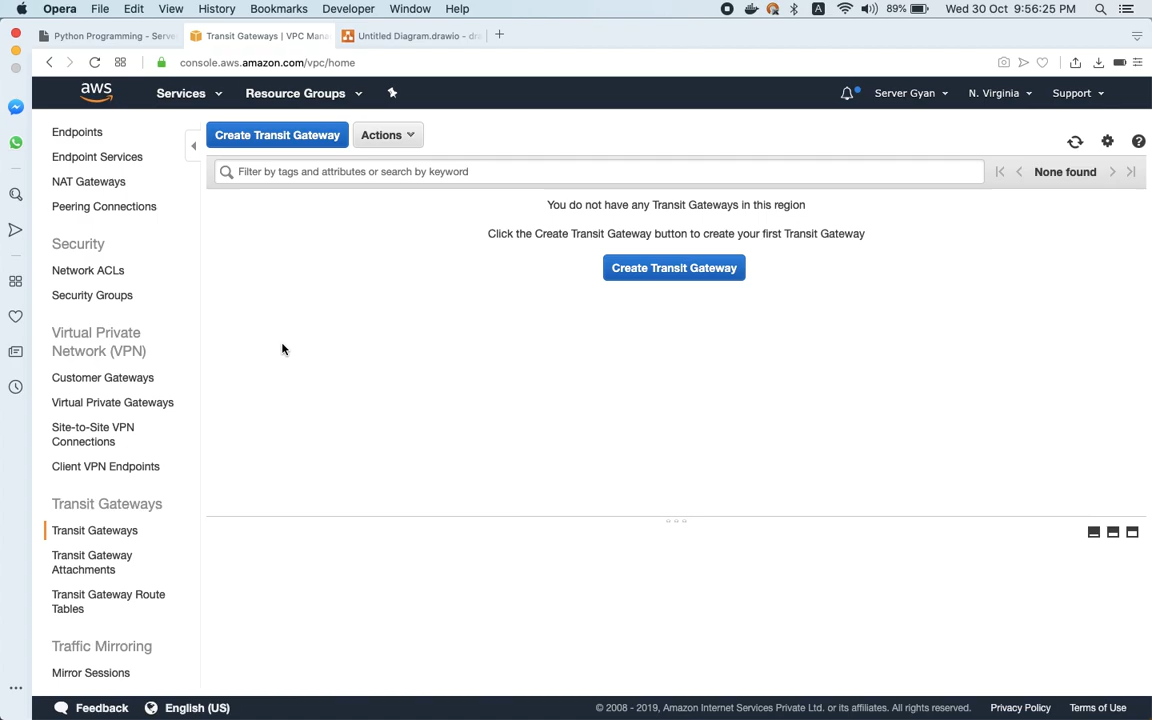 Opera File Edit View History Bookmarks Developer Window Help 89% Wed 30 Oct 9:56:25 PM
Python Programming - Serve
Transit Gateways | VPC Mana
Untitled Diagram.drawio - dra
console.aws.amazon.com/vpc/home
aws Services Resource Groups Server Gyan N. Virginia Support
Endpoints
Endpoint Services
NAT Gateways
Peering Connections
Security
Network ACLs
Security Groups
Virtual Private
Network (VPN)
Customer Gateways
Virtual Private Gateways
Site-to-Site VPN
Connections
Client VPN Endpoints
Transit Gateways
Transit Gateways
Transit Gateway
Attachments
Transit Gateway Route
Tables
Traffic Mirroring
Mirror Sessions
Create Transit Gateway Actions
Filter by tags and attributes or search by keyword
None found
You do not have any Transit Gateways in this region
Click the Create Transit Gateway button to create your first Transit Gateway
Create Transit Gateway
Feedback English (US) © 2008 - 2019, Amazon Internet Services Private Ltd. or its affiliates. All rights reserved. Privacy Policy Terms of Use